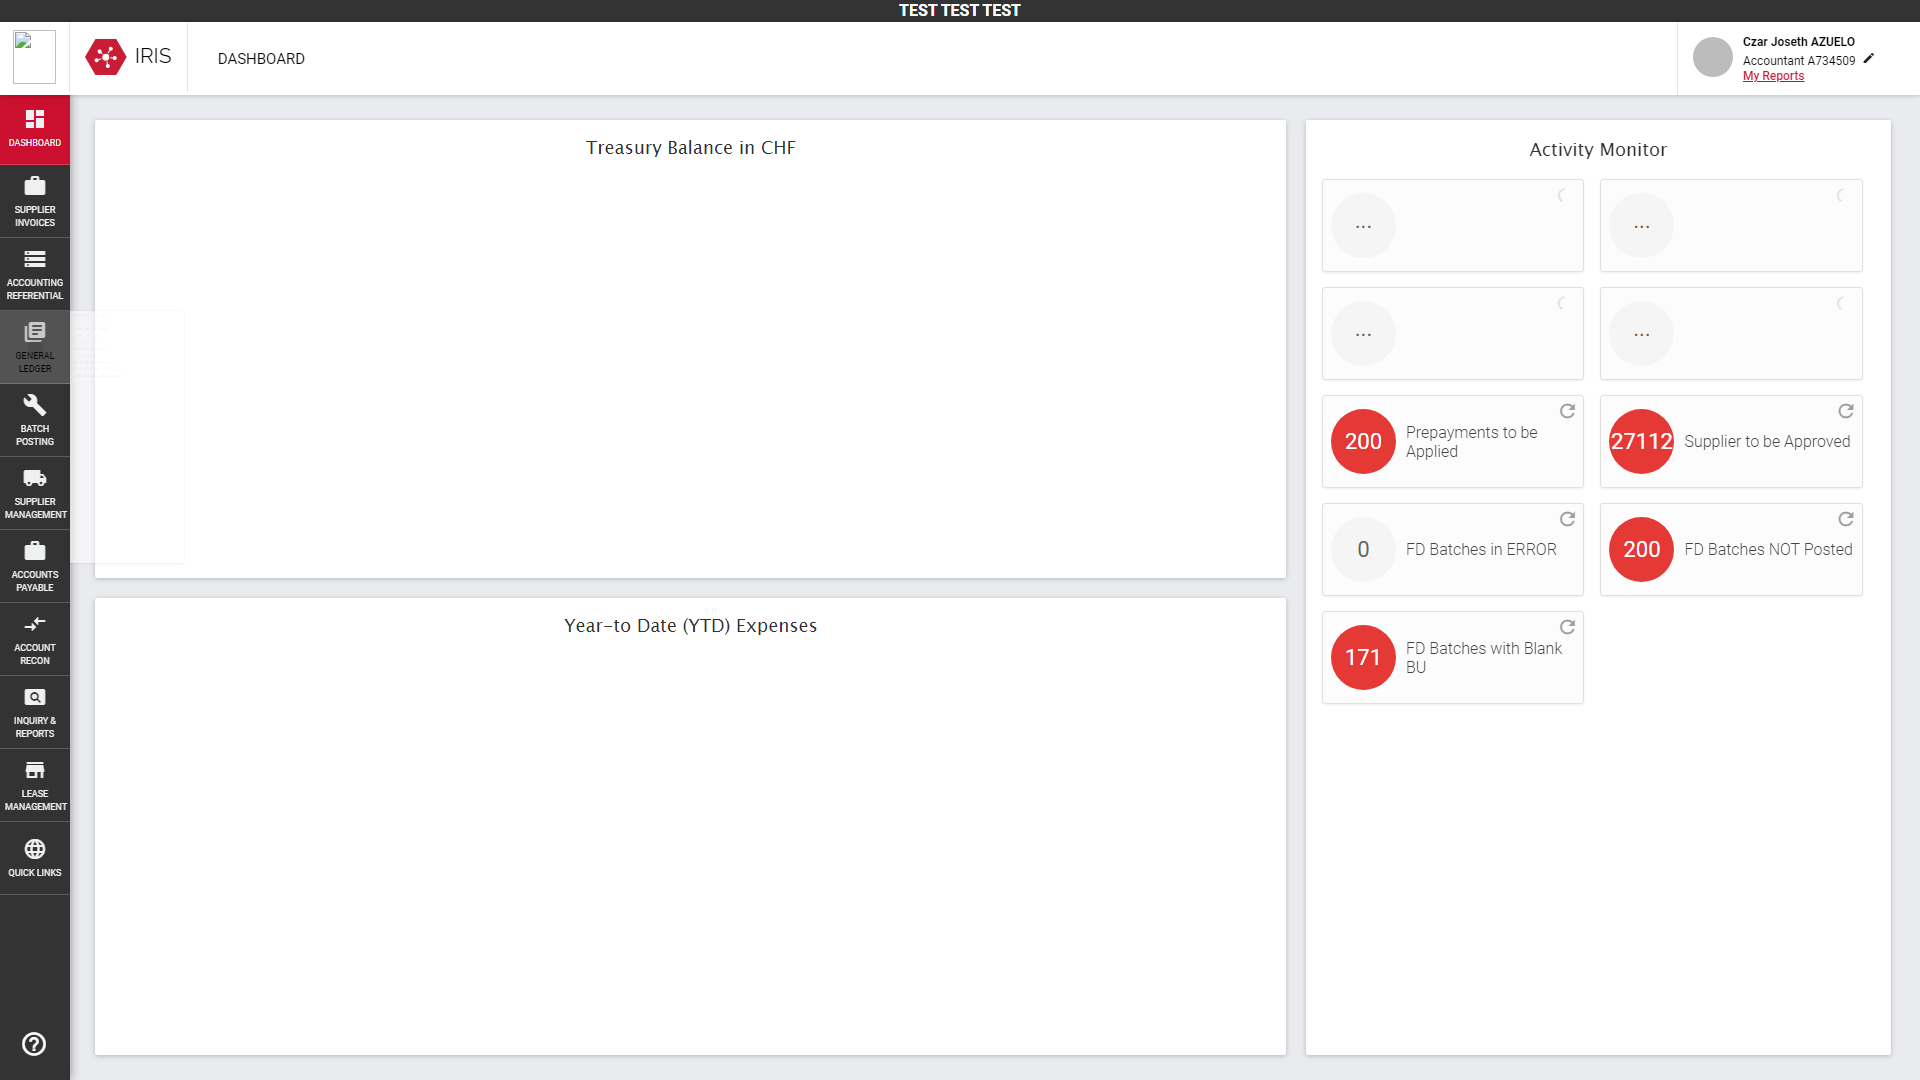 TEST TEST TEST
IRIS
DASHBOARD
Czar Joseth AZUELO
Accountant A734509
My Reports
DASHBOARD
SUPPLIER
INVOICES
ACCOUNTING
REFERENTIAL
GENERAL
LEDGER
BATCH
POSTING
SUPPLIER
MANAGEMENT
ACCOUNTS
PAYABLE
ACCOUNT
RECON
INQUIRY &
REPORTS
LEASE
MANAGEMENT
QUICK LINKS
Treasury Balance in CHF
Year-to Date (YTD) Expenses
Activity Monitor
...
...
...
...
200
Prepayments to be
Applied
27112
Supplier to be Approved
0
FD Batches in ERROR
200
FD Batches NOT Posted
171
FD Batches with Blank
BU